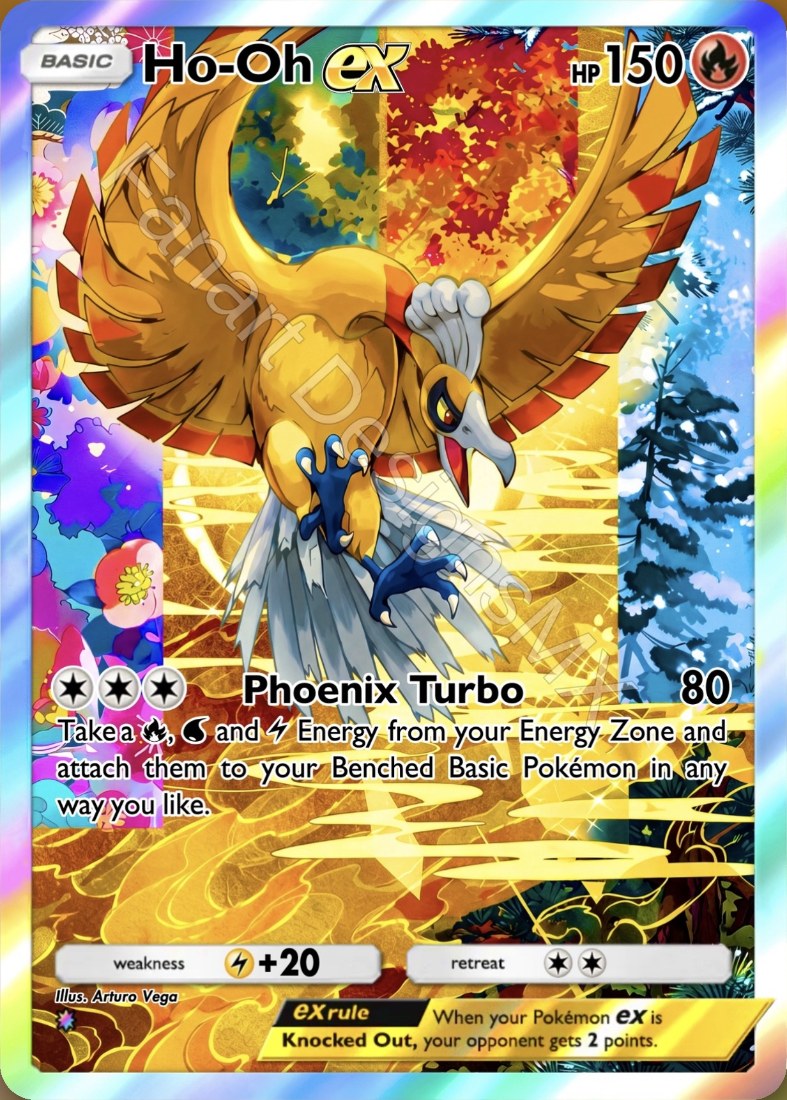 BASIC
Ho-Oh ex
HP 150
Fanart DesignsMX
Phoenix Turbo 80
Take a , and Energy from your Energy Zone and
attach them to your Benched Basic Pokémon in any
way you like.
weakness +20
retreat
Illus. Arturo Vega
ex rule
When your Pokémon ex is
Knocked Out, your opponent gets 2 points.